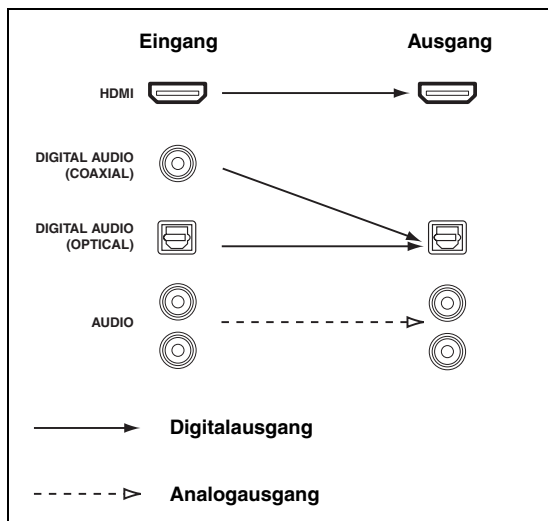 Eingang Ausgang
HDMI
DIGITAL AUDIO
(COAXIAL)
DIGITAL AUDIO
(OPTICAL)
AUDIO
Digitalausgang
Analogausgang